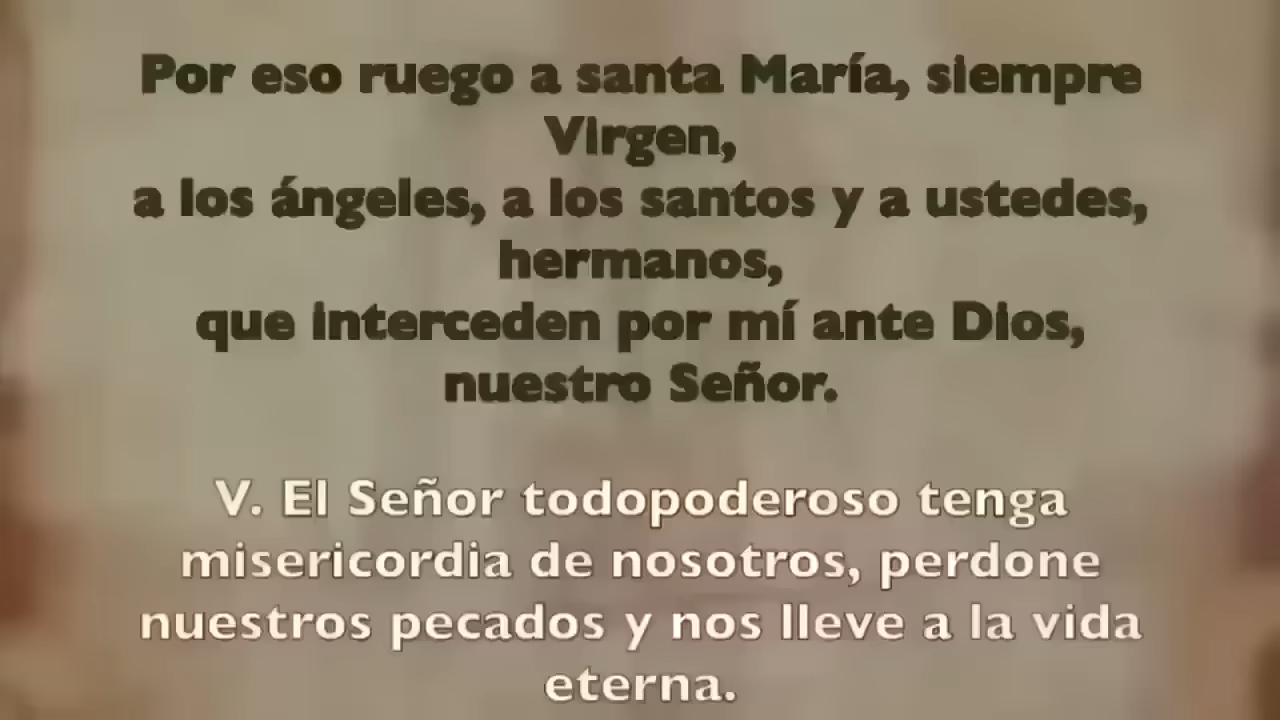 Por eso ruego a santa María, siempre
Virgen,
a los ángeles, a los santos y a ustedes,
hermanos,
que interceden por mí ante Dios,
nuestro Señor.
V. El Señor todopoderoso tenga
misericordia de nosotros, perdone
nuestros pecados y nos lleve a la vida
eterna.